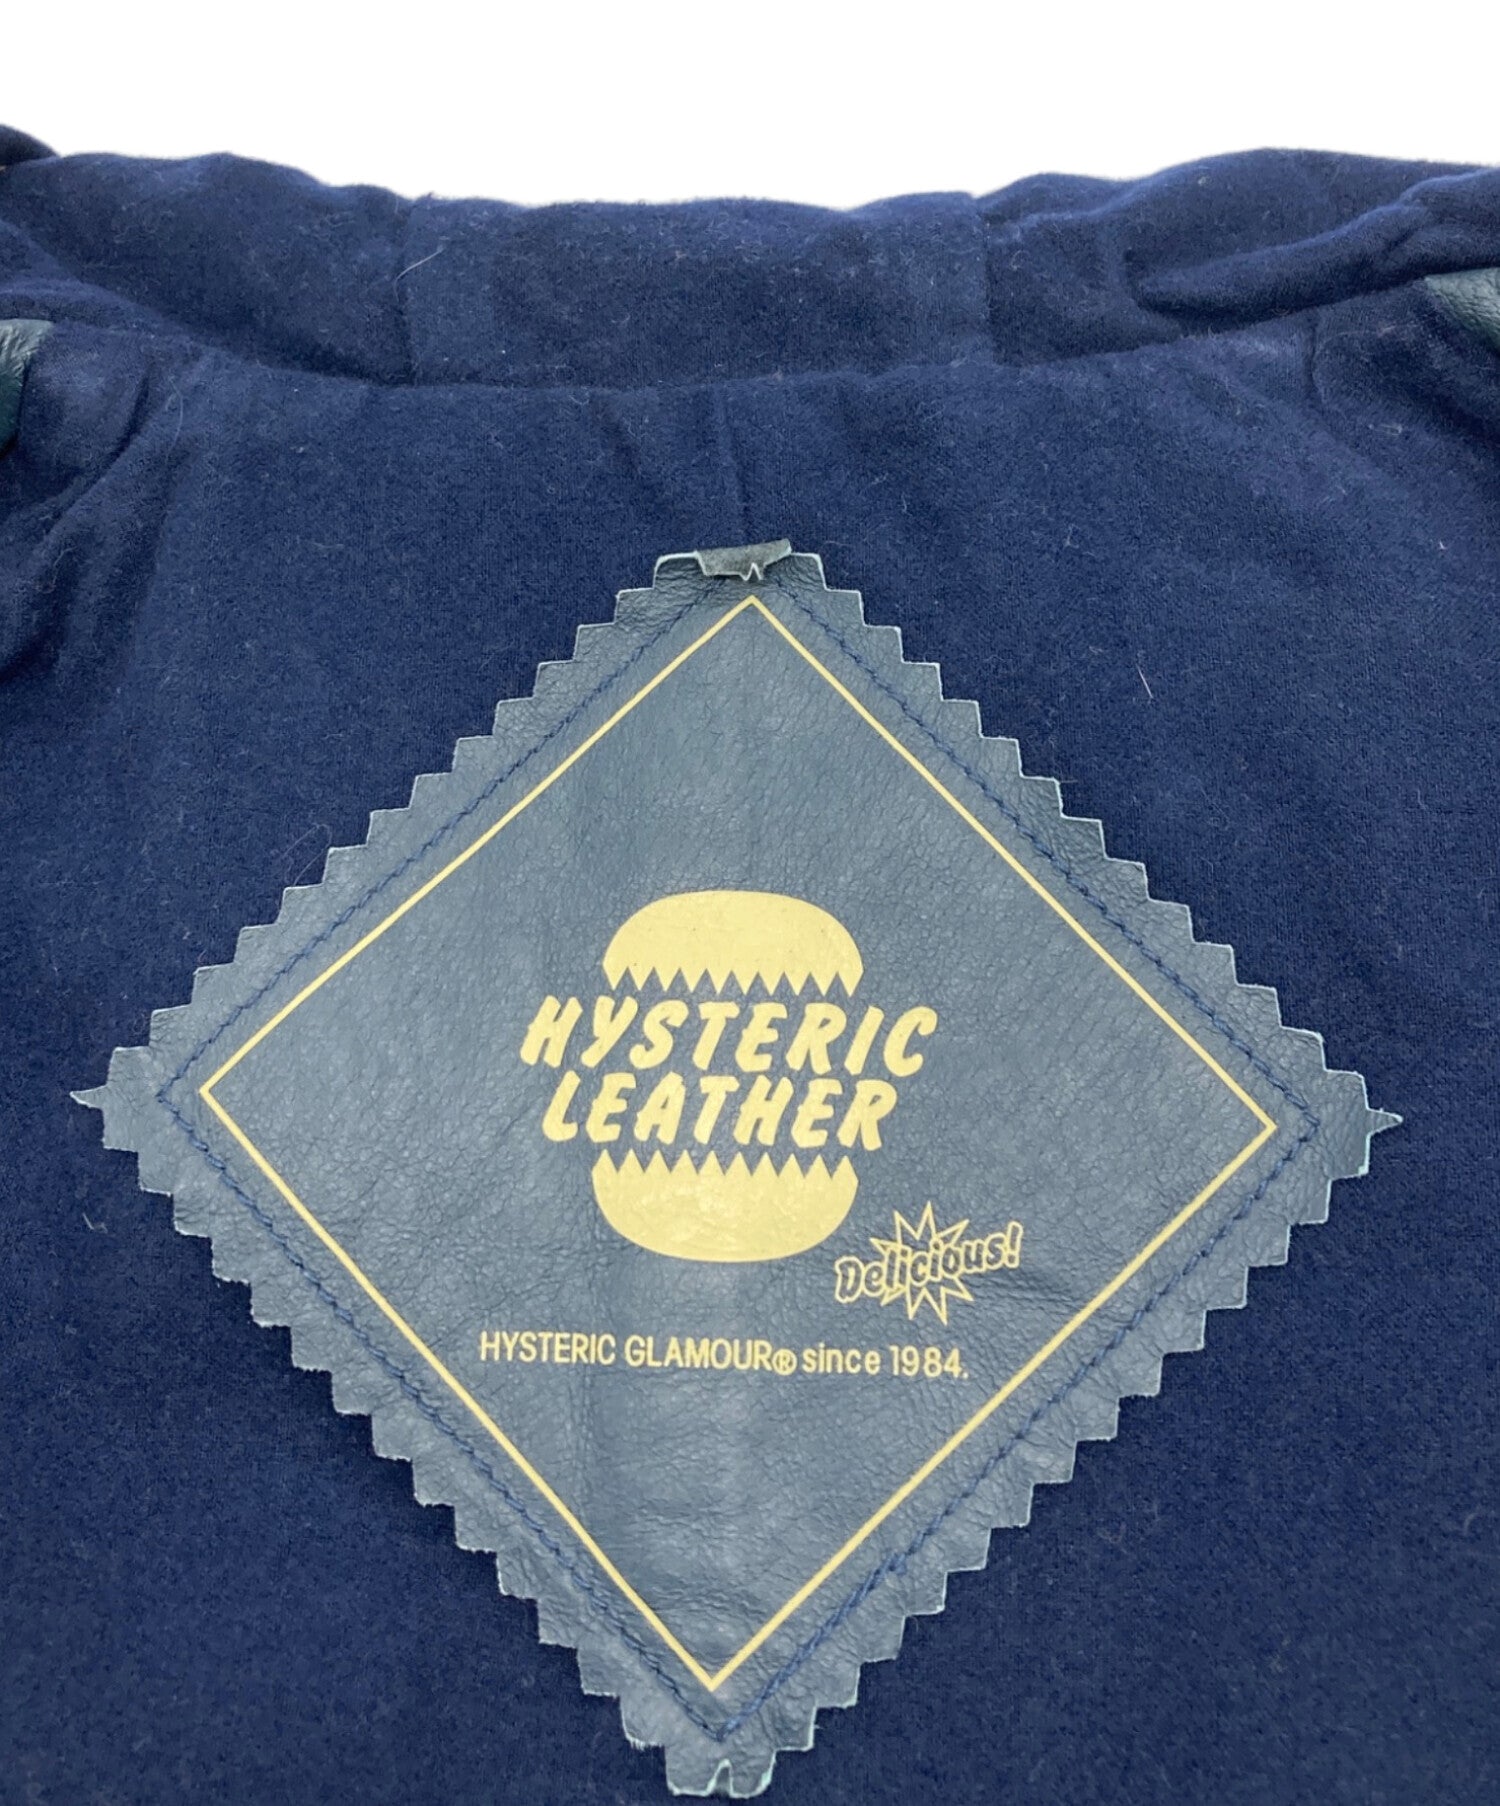 HYSTERIC
LEATHER
Delicious!
HYSTERIC GLAMOUR® since 1984.